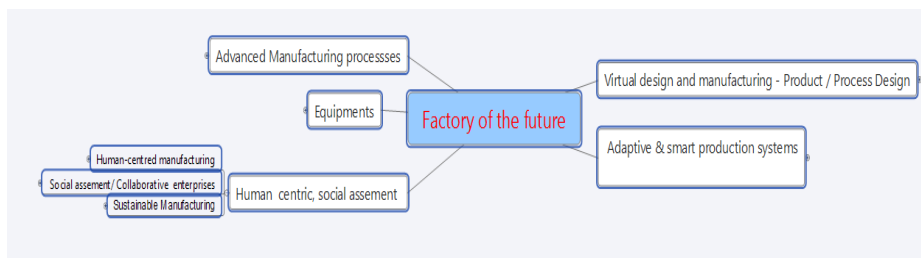 Advanced Manufacturing processses
Equipments
Human-centred manufacturing
Social assement/ Collaborative enterprises
Sustainable Manufacturing
Human centric, social assement
Factory of the future
Virtual design and manufacturing - Product / Process Design
Adaptive & smart production systems